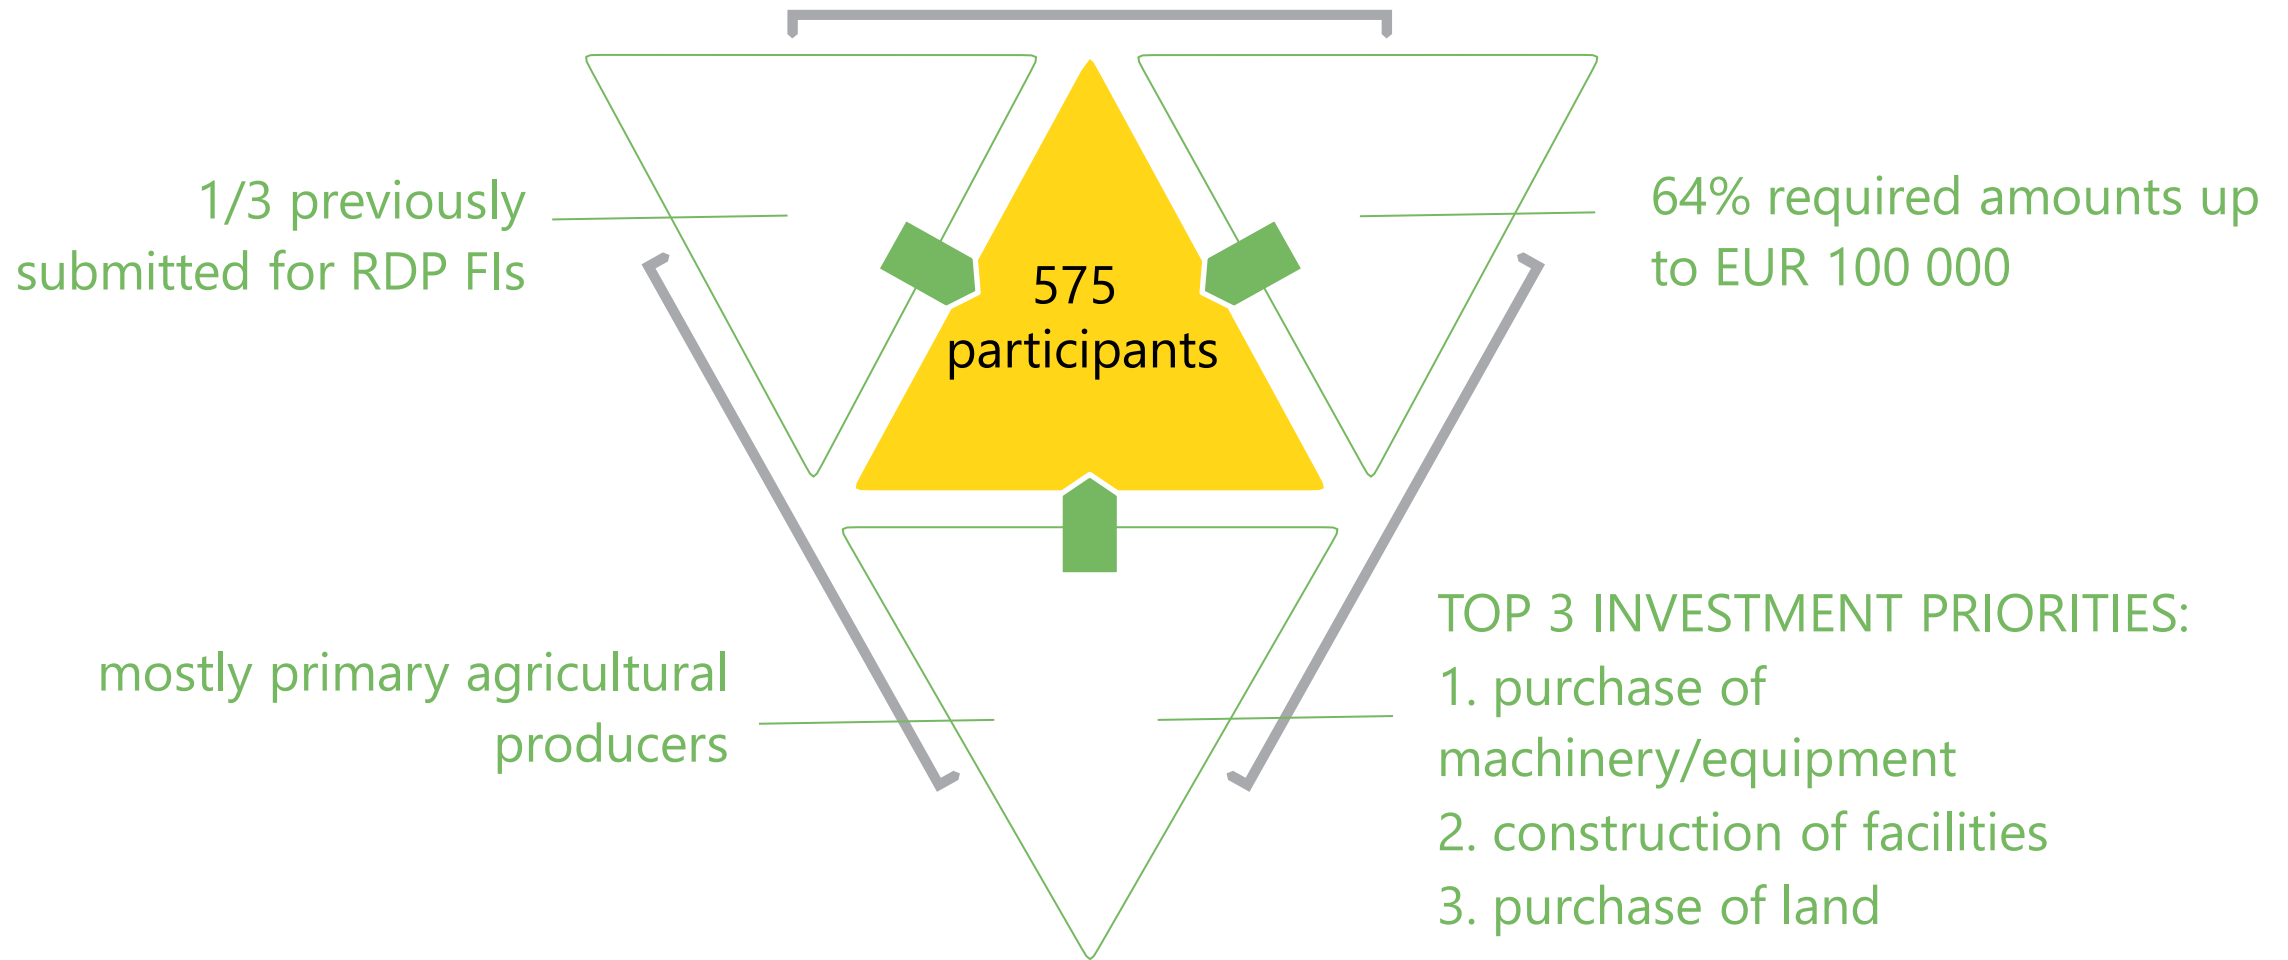 1/3 previously
submitted for RDP FIs
64% required amounts up
to EUR 100 000
575
participants
mostly primary agricultural
producers
TOP 3 INVESTMENT PRIORITIES:
1. purchase of
machinery/equipment
2. construction of facilities
3. purchase of land